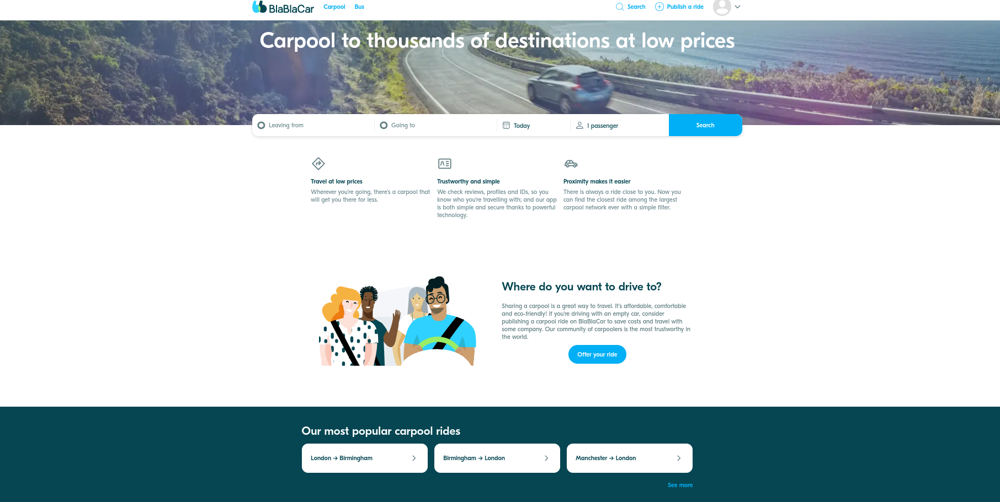 BlaBlaCar
Carpool
Bus
Search
Publish a ride
Carpool to thousands of destinations at low prices
Leaving from
Going to
Today
1 passenger
Search
Travel at low prices
Wherever you're going, there's a carpool that
will get you there for less.
Trustworthy and simple
We check reviews, profiles and IDs, so you
know who you're travelling with; and our app
is both simple and secure thanks to powerful
technology.
Proximity makes it easier
There is always a ride close to you. Now you
can find the closest ride among the largest
carpool network ever with a simple filter.
Where do you want to drive to?
Sharing a carpool is a great way to travel. It's affordable, comfortable
and eco-friendly! If you're driving with an empty car, consider
publishing a carpool ride on BlaBlaCar to save costs and travel with
some company. Our community of carpoolers is the most trustworthy in
the world.
Offer your ride
Our most popular carpool rides
London → Birmingham
Birmingham → London
Manchester → London
See more